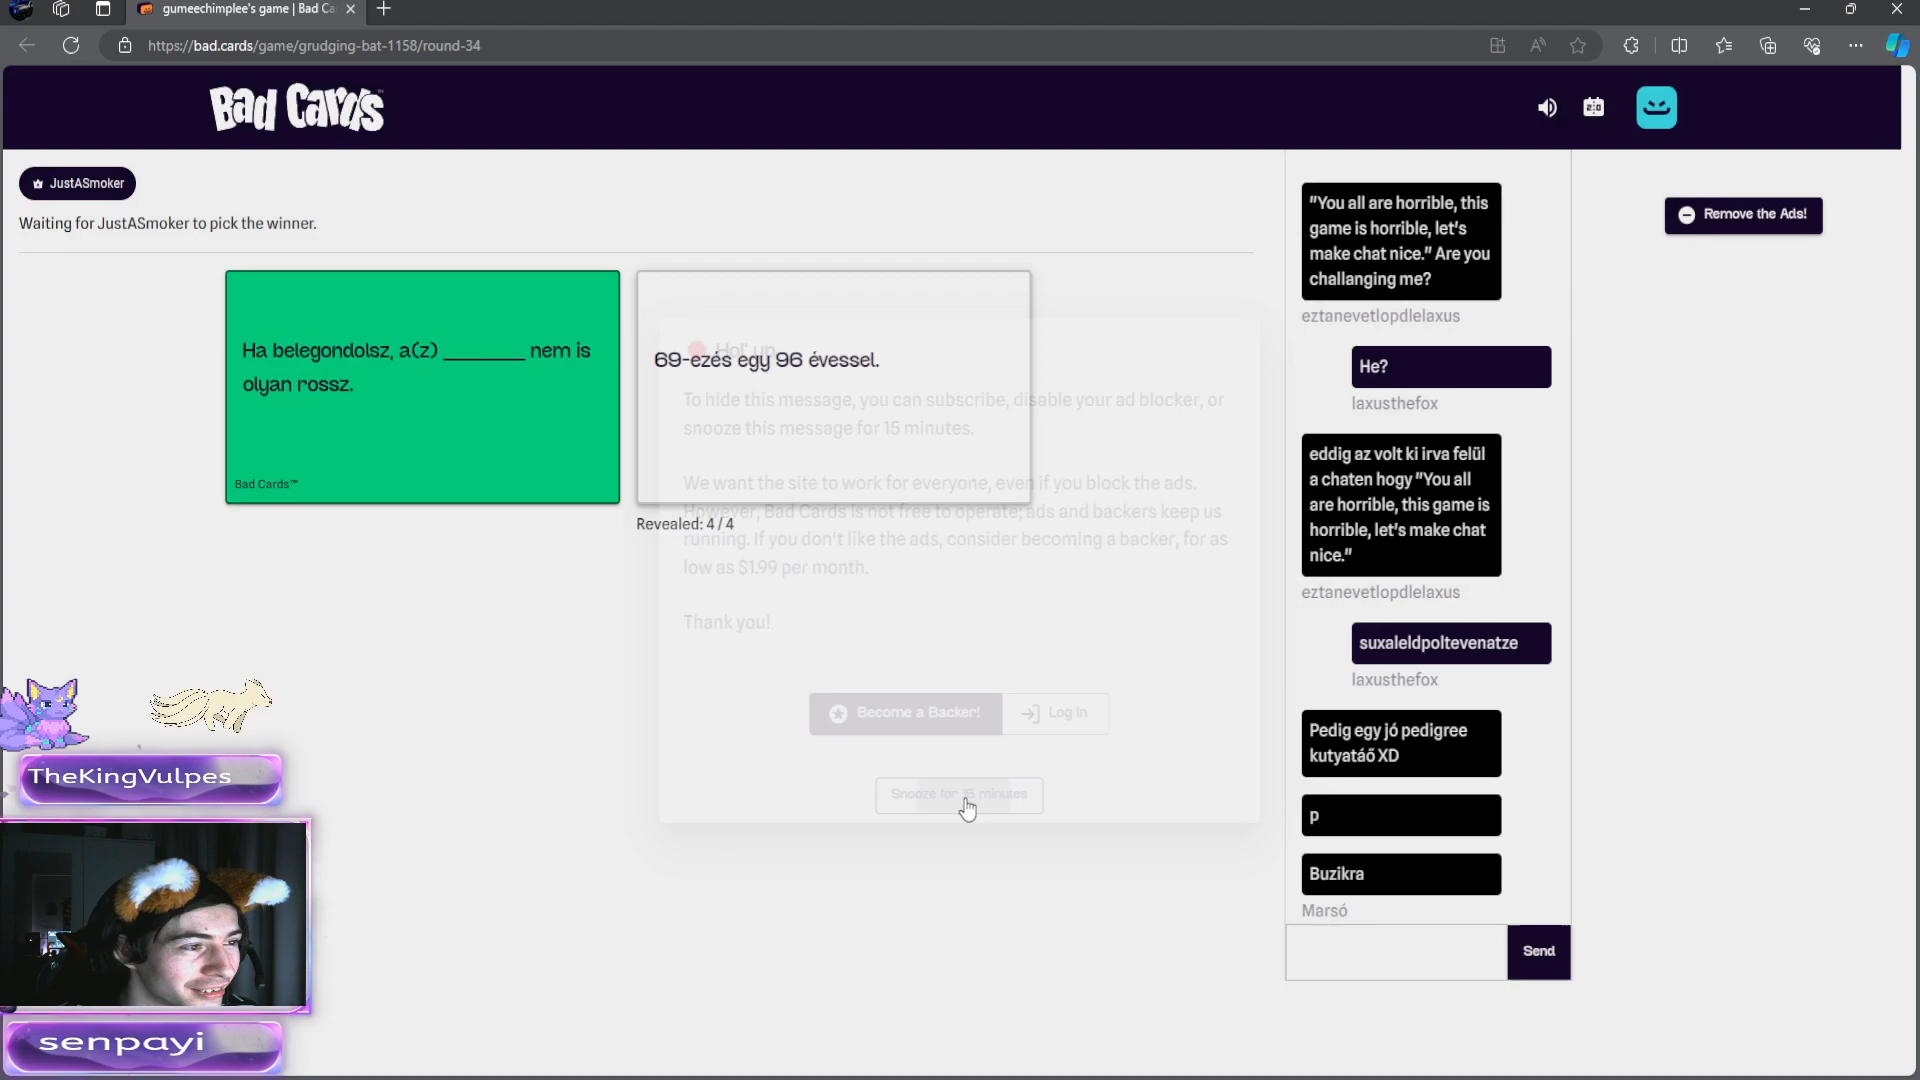 gumeechimplee's game | Bad Ca
https://bad.cards/game/grudging-bat-1158/round-34
Bad Cards
JustASmoker
Waiting for JustASmoker to pick the winner.
Ha belegondolsz, a(z) ________ nem is
olyan rossz.
Bad Cards™
69-ezés egy 96 évessel.
Revealed: 4 / 4
Hol' up
To hide this message, you can subscribe, disable your ad blocker, or
snooze this message for 15 minutes.
We want the site to work for everyone, even if you block the ads.
However, Bad Cards is not free to operate; ads and backers keep us
running. If you don't like the ads, consider becoming a backer, for as
low as $1.99 per month.
Thank you!
Become a Backer!
Log In
Snooze for 15 minutes
"You all are horrible, this
game is horrible, let's
make chat nice." Are you
challanging me?
eztanevetlopdlelaxus
He?
laxusthefox
eddig az volt ki irva felül
a chaten hogy "You all
are horrible, this game is
horrible, let's make chat
nice."
eztanevetlopdlelaxus
suxaleldpoltevenatze
laxusthefox
Pedig egy jó pedigree
kutyatáő XD
p
Buzikra
Marsó
Send
Remove the Ads!
TheKingVulpes
senpayi